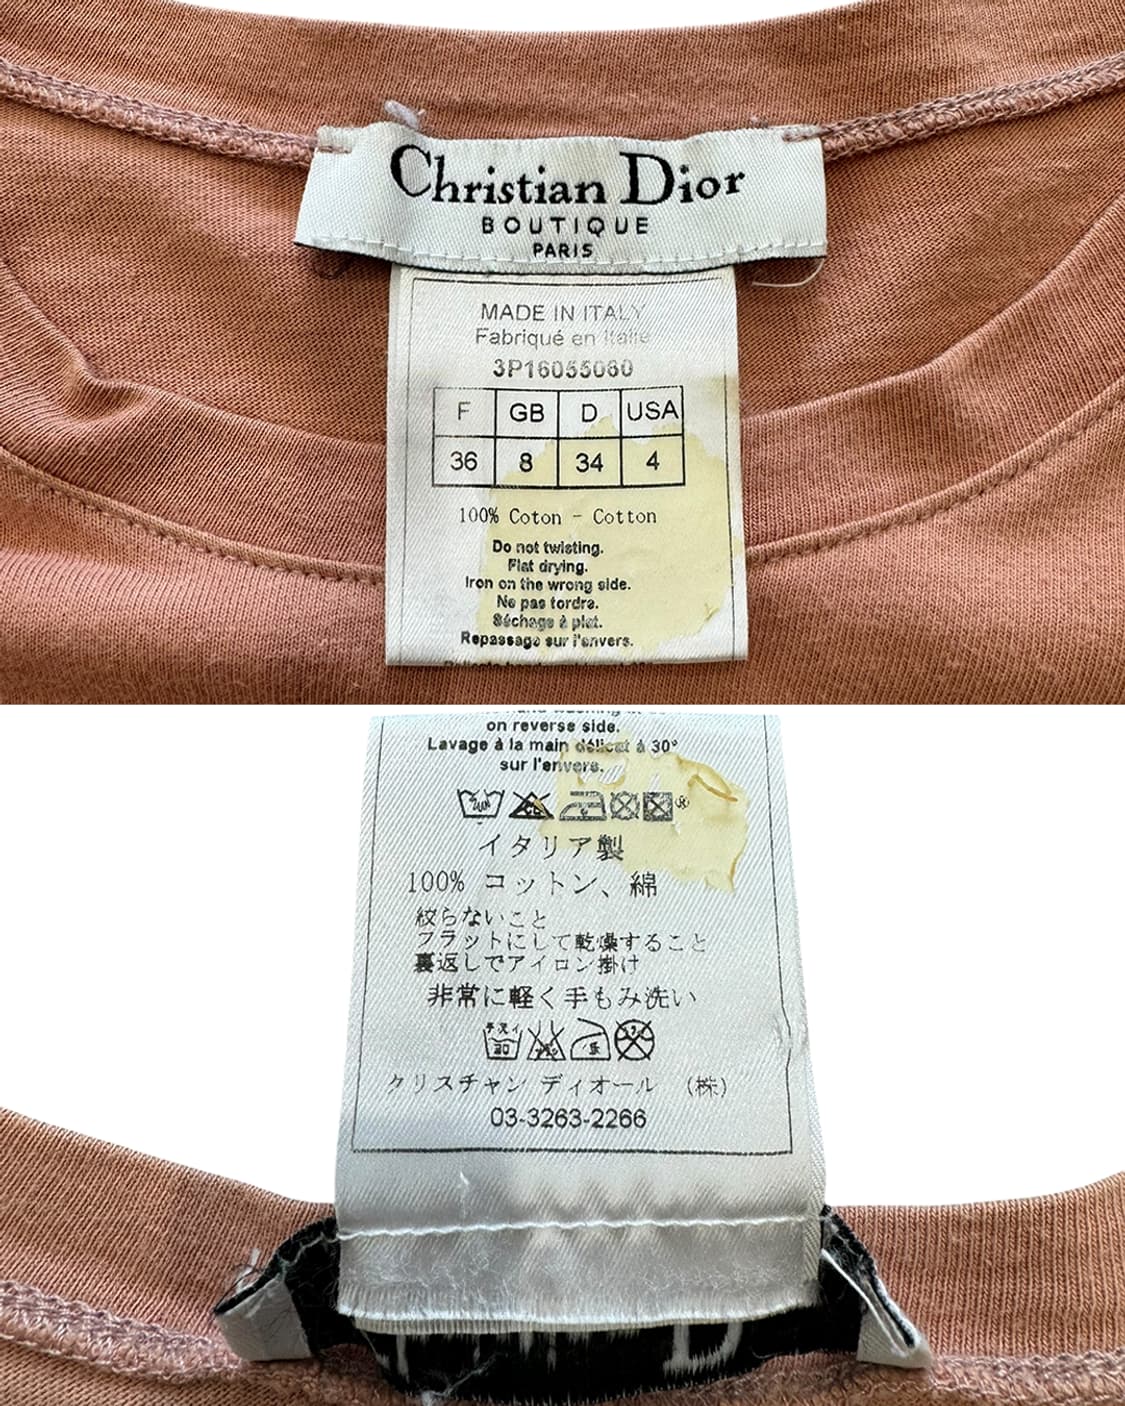 Christian Dior
BOUTIQUE
PARIS
MADE IN ITALY
Fabriqué en Italie
3P16055060
F GB D USA
36 8 34 4
100% Coton - Cotton
Do not twisting.
Flat drying.
Iron on the wrong side.
Ne pas tordre.
Séchage à plat.
Repassage sur l'envers.
on reverse side.
Lavage à la main délicat à 30°
sur l'envers.
イタリア製
100% コットン、綿
絞らないこと
フラットにして乾燥すること
裏返しでアイロン掛け
非常に軽く手もみ洗い
クリスチャン ディオール (株)
03-3263-2266